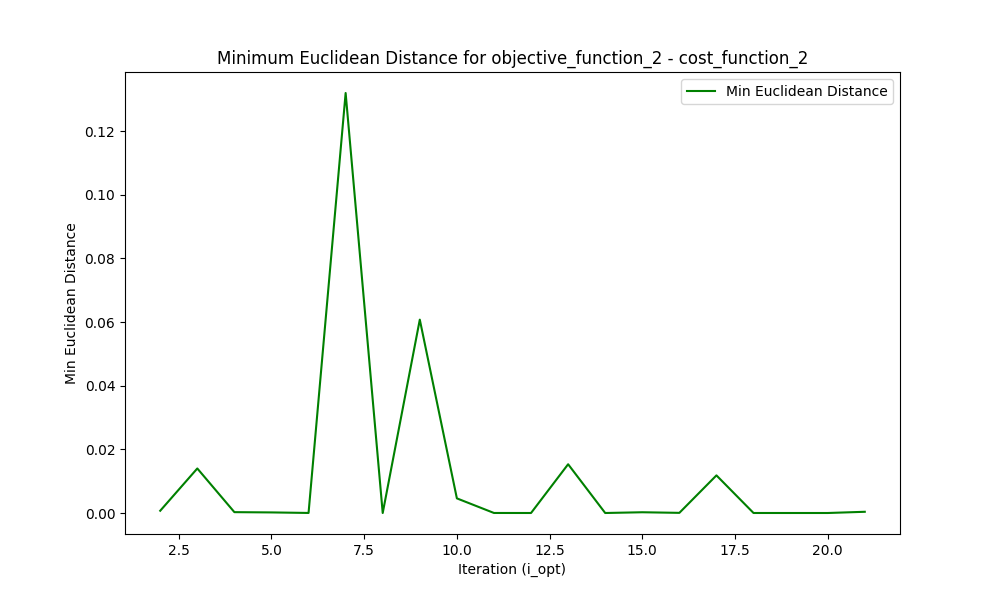 Minimum Euclidean Distance for objective_function_2 - cost_function_2
Min Euclidean Distance
Min Euclidean Distance
0.12
0.10
0.08
0.06
0.04
0.02
0.00
2.5 5.0 7.5 10.0 12.5 15.0 17.5 20.0
Iteration (i_opt)